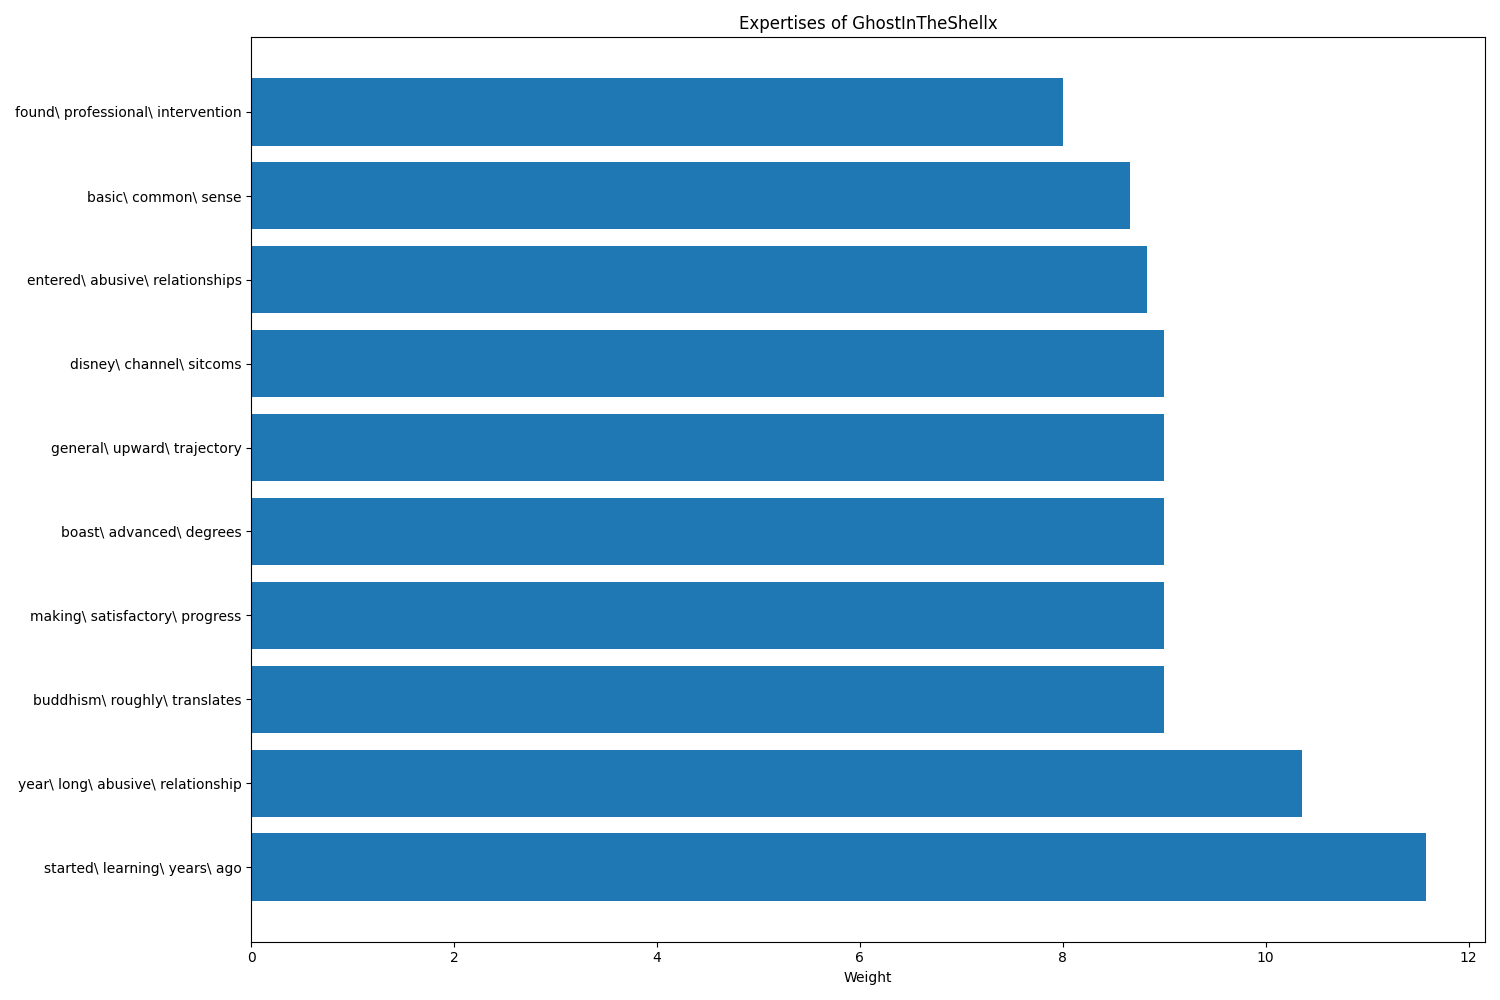 Expertises of GhostInTheShellx
found\ professional\ intervention
basic\ common\ sense
entered\ abusive\ relationships
disney\ channel\ sitcoms
general\ upward\ trajectory
boast\ advanced\ degrees
making\ satisfactory\ progress
buddhism\ roughly\ translates
year\ long\ abusive\ relationship
started\ learning\ years\ ago
0 2 4 6 8 10 12
Weight